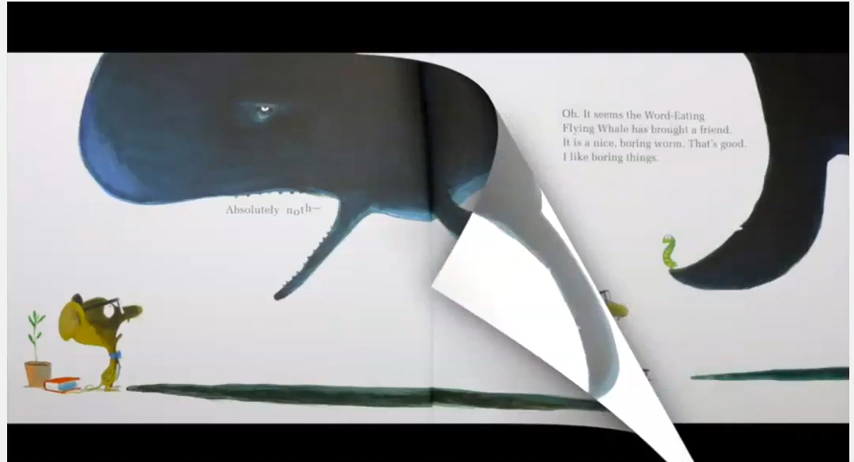 Absolutely noth—
Oh. It seems the Word-Eating
Flying Whale has brought a friend.
It is a nice, boring worm. That's good.
I like boring things.